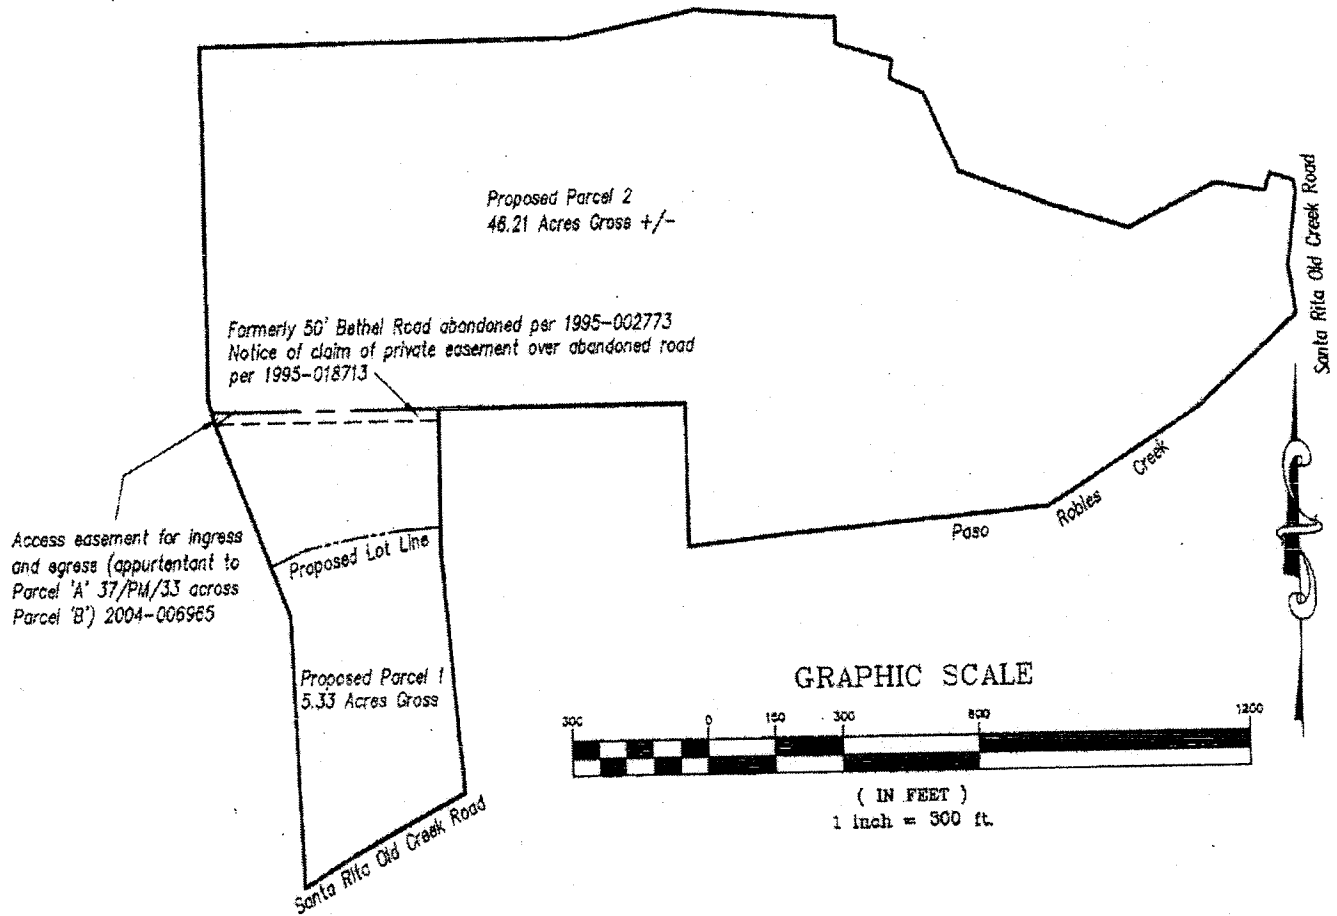 Proposed Parcel 2
46.21 Acres Gross +/-
Santa Rita Old Creek Road
Formerly 50' Bethel Road abandoned per 1995-002773
Notice of claim of private easement over abandoned road
per 1995-018713
Paso Robles Creek
Access easement for ingress
and egress (appurtentant to
Parcel 'A' 37/PM/33 across
Parcel 'B') 2004-006965
Proposed Lot Line
Proposed Parcel 1
5.33 Acres Gross
Santa Rita Old Creek Road
GRAPHIC SCALE
300 0 150 300 600 1200
( IN FEET )
1 inch = 300 ft.